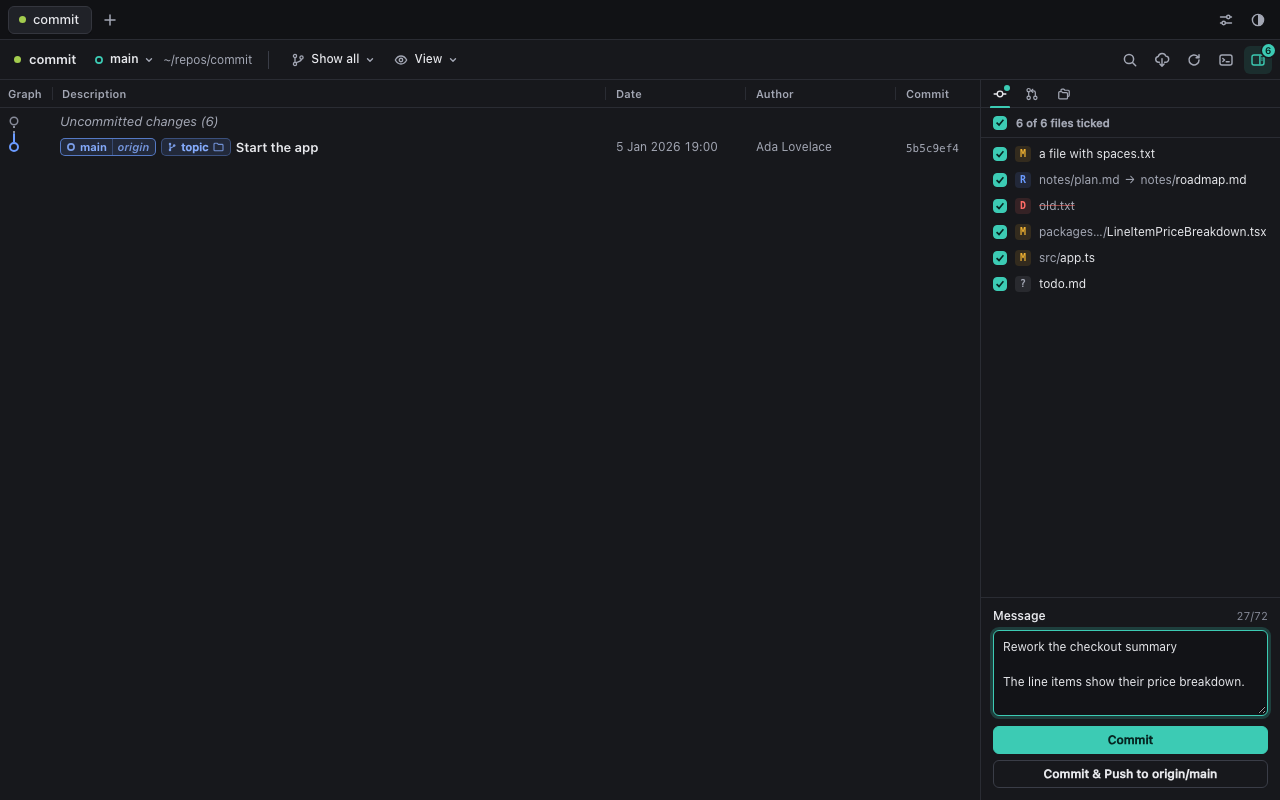 commit
commit main ~/repos/commit Show all View 6
Graph Description Date Author Commit
Uncommitted changes (6)
main origin topic Start the app 5 Jan 2026 19:00 Ada Lovelace 5b5c9ef4
6 of 6 files ticked
M a file with spaces.txt
R notes/plan.md → notes/roadmap.md
D old.txt
M packages…/LineItemPriceBreakdown.tsx
M src/app.ts
? todo.md
Message 27/72
Rework the checkout summary
The line items show their price breakdown.
Commit
Commit & Push to origin/main